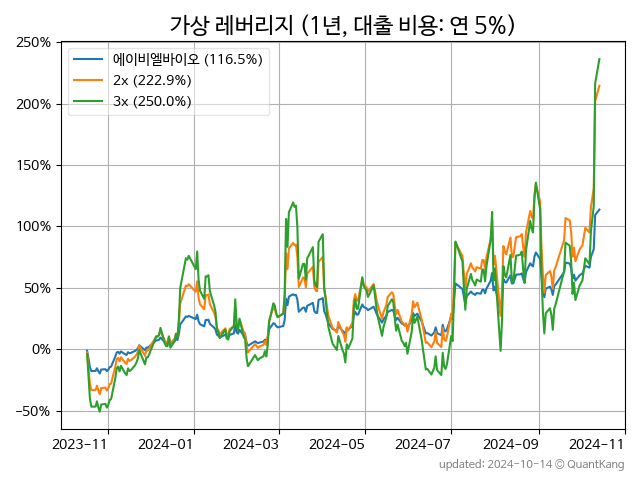 가상 레버리지 (1년, 대출 비용: 연 5%)
250%
200%
150%
100%
50%
0%
−50%
에이비엘바이오 (116.5%)
2x (222.9%)
3x (250.0%)
2023-11
2024-01
2024-03
2024-05
2024-07
2024-09
2024-11
updated: 2024-10-14 © QuantKang